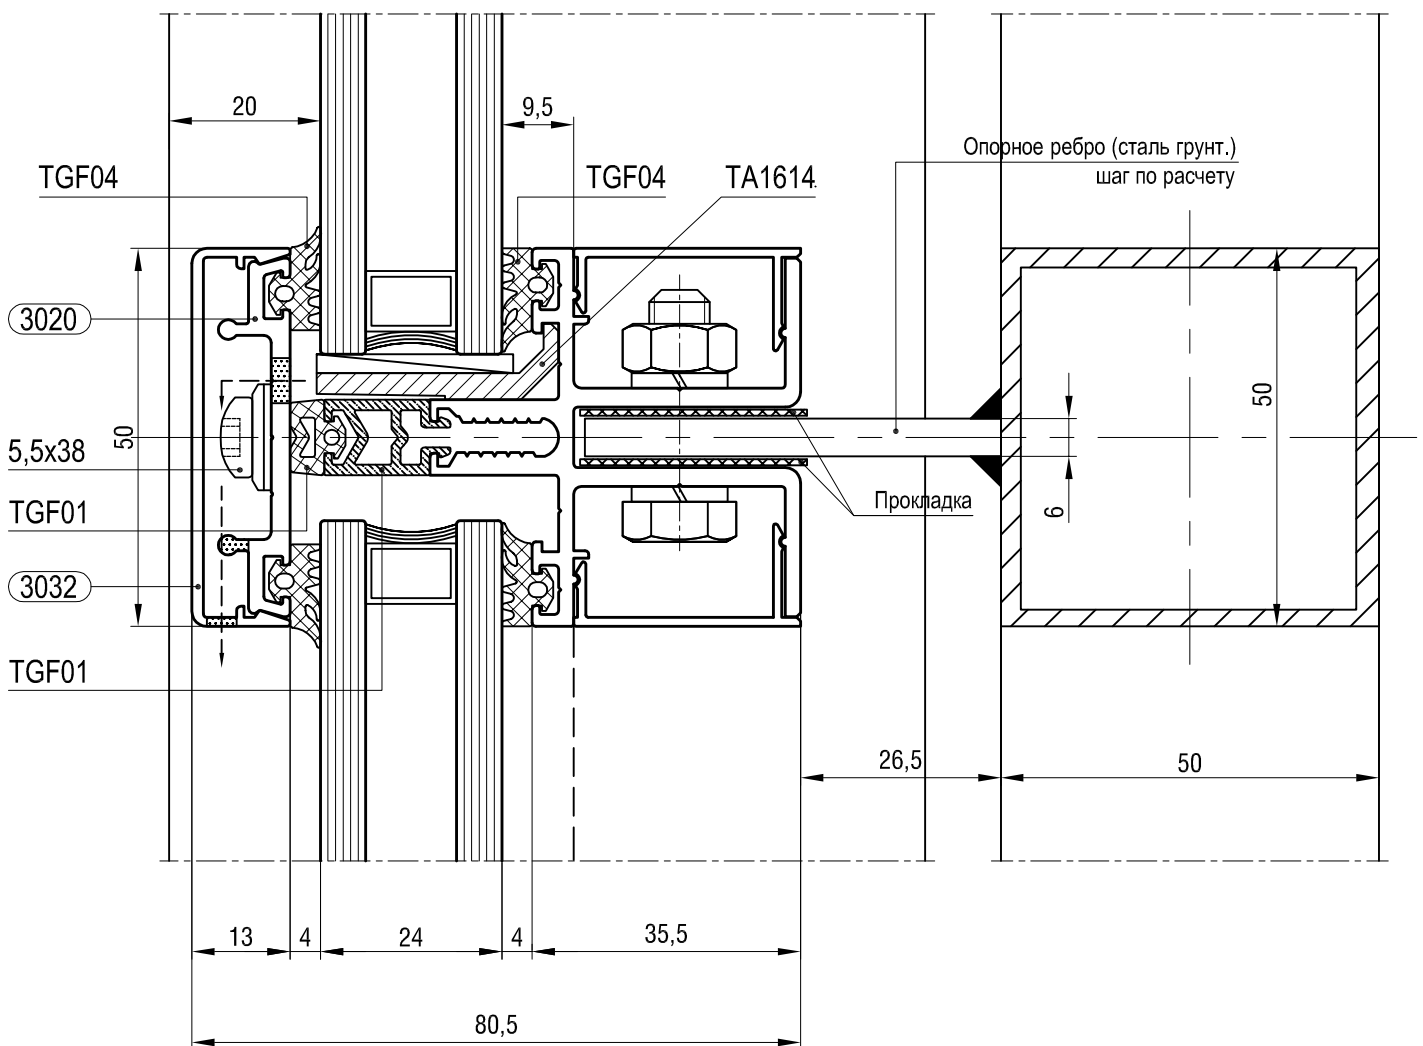 20
9,5
Опорное ребро (сталь грунт.)
шаг по расчету
TGF04
TGF04
TA1614
3020
50
50
5,5x38
TGF01
Прокладка
6
3032
TGF01
26,5
50
13
4
24
4
35,5
80,5